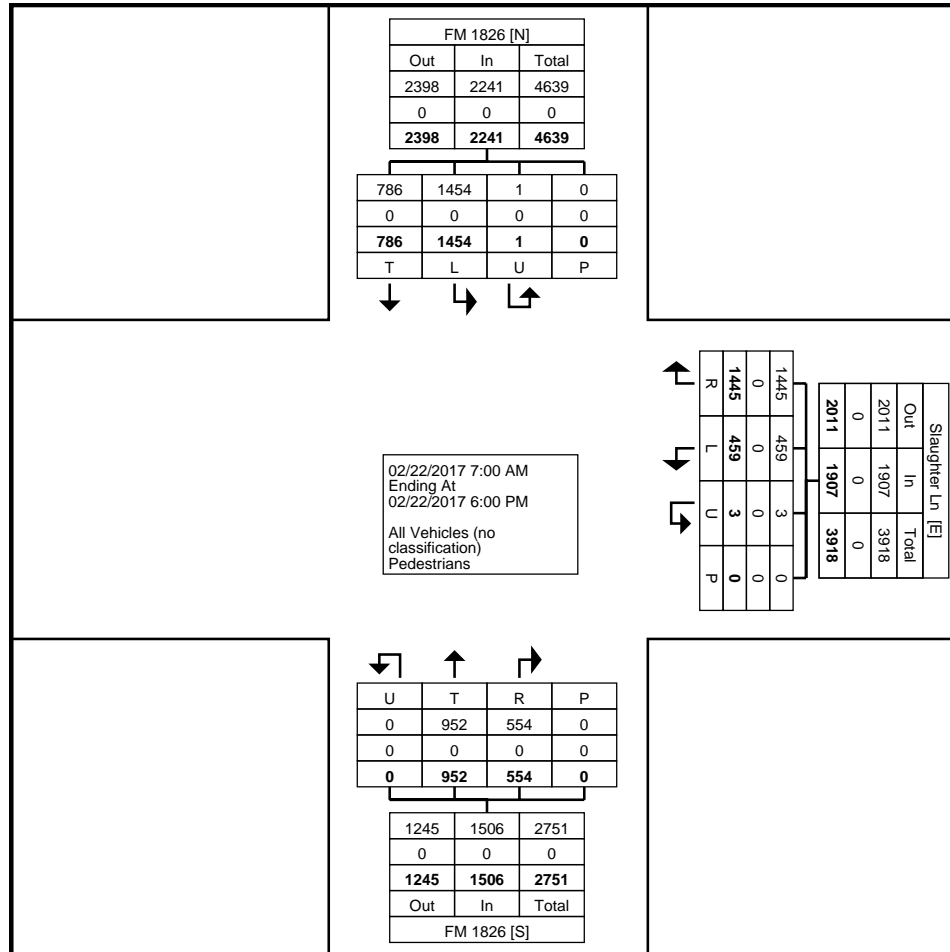 FM 1826 [N]
Out In Total
2398 2241 4639
0 0 0
2398 2241 4639
786 1454 1 0
0 0 0 0
786 1454 1 0
T L U P
Slaughter Ln [E]
Out In Total
2011 1907 3918
0 0 0
2011 1907 3918
1445 459 3 0
0 0 0 0
1445 459 3 0
R L U P
02/22/2017 7:00 AM
Ending At
02/22/2017 6:00 PM
All Vehicles (no
classification)
Pedestrians
U T R P
0 952 554 0
0 0 0 0
0 952 554 0
1245 1506 2751
0 0 0
1245 1506 2751
Out In Total
FM 1826 [S]